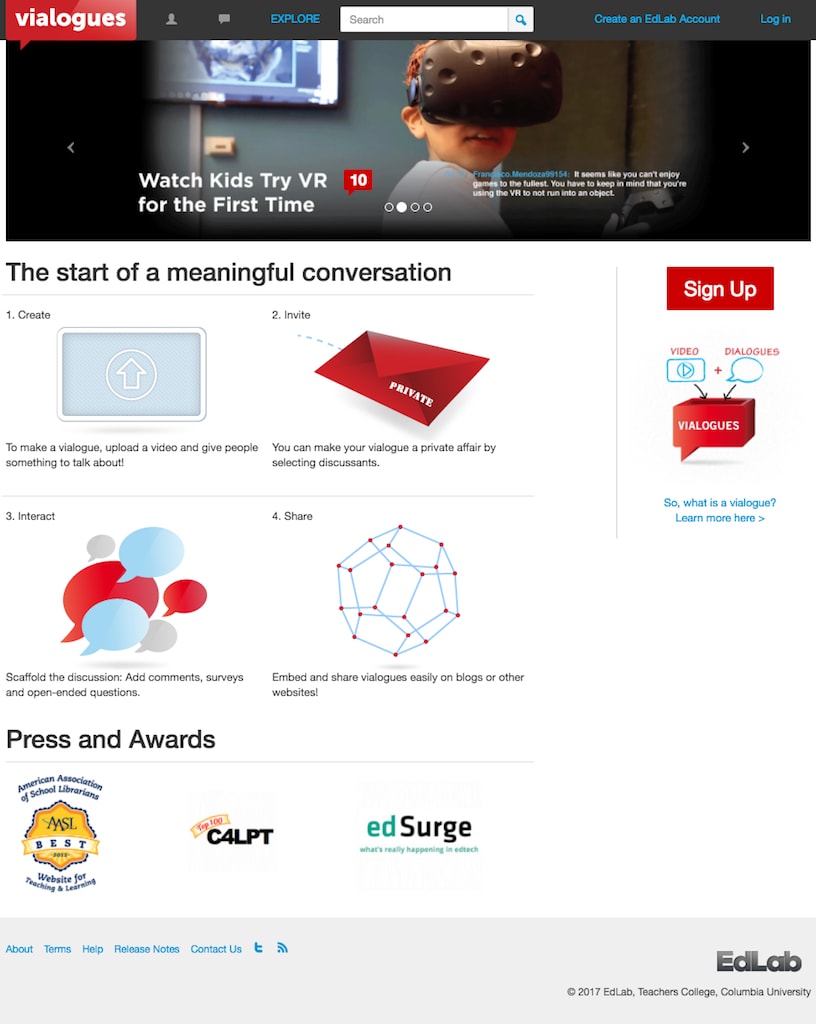 vialogues
EXPLORE
Search
Create an EdLab Account
Log in
Watch Kids Try VR
for the First Time
10
Francisco.Mendoza99154: It seems like you can't enjoy
games to the fullest. You have to keep in mind that you're
using the VR to not run into an object.
The start of a meaningful conversation
Sign Up
1. Create
2. Invite
PRIVATE
VIDEO
DIALOGUES
+
VIALOGUES
To make a vialogue, upload a video and give people
something to talk about!
You can make your vialogue a private affair by
selecting discussants.
So, what is a vialogue?
Learn more here >
3. Interact
4. Share
Scaffold the discussion: Add comments, surveys
and open-ended questions.
Embed and share vialogues easily on blogs or other
websites!
Press and Awards
American Association
of School Librarians
AASL
BEST
Website for
Teaching & Learning
Top 100
C4LPT
edSurge
what's really happening in edtech
About
Terms
Help
Release Notes
Contact Us
EdLab
© 2017 EdLab, Teachers College, Columbia University